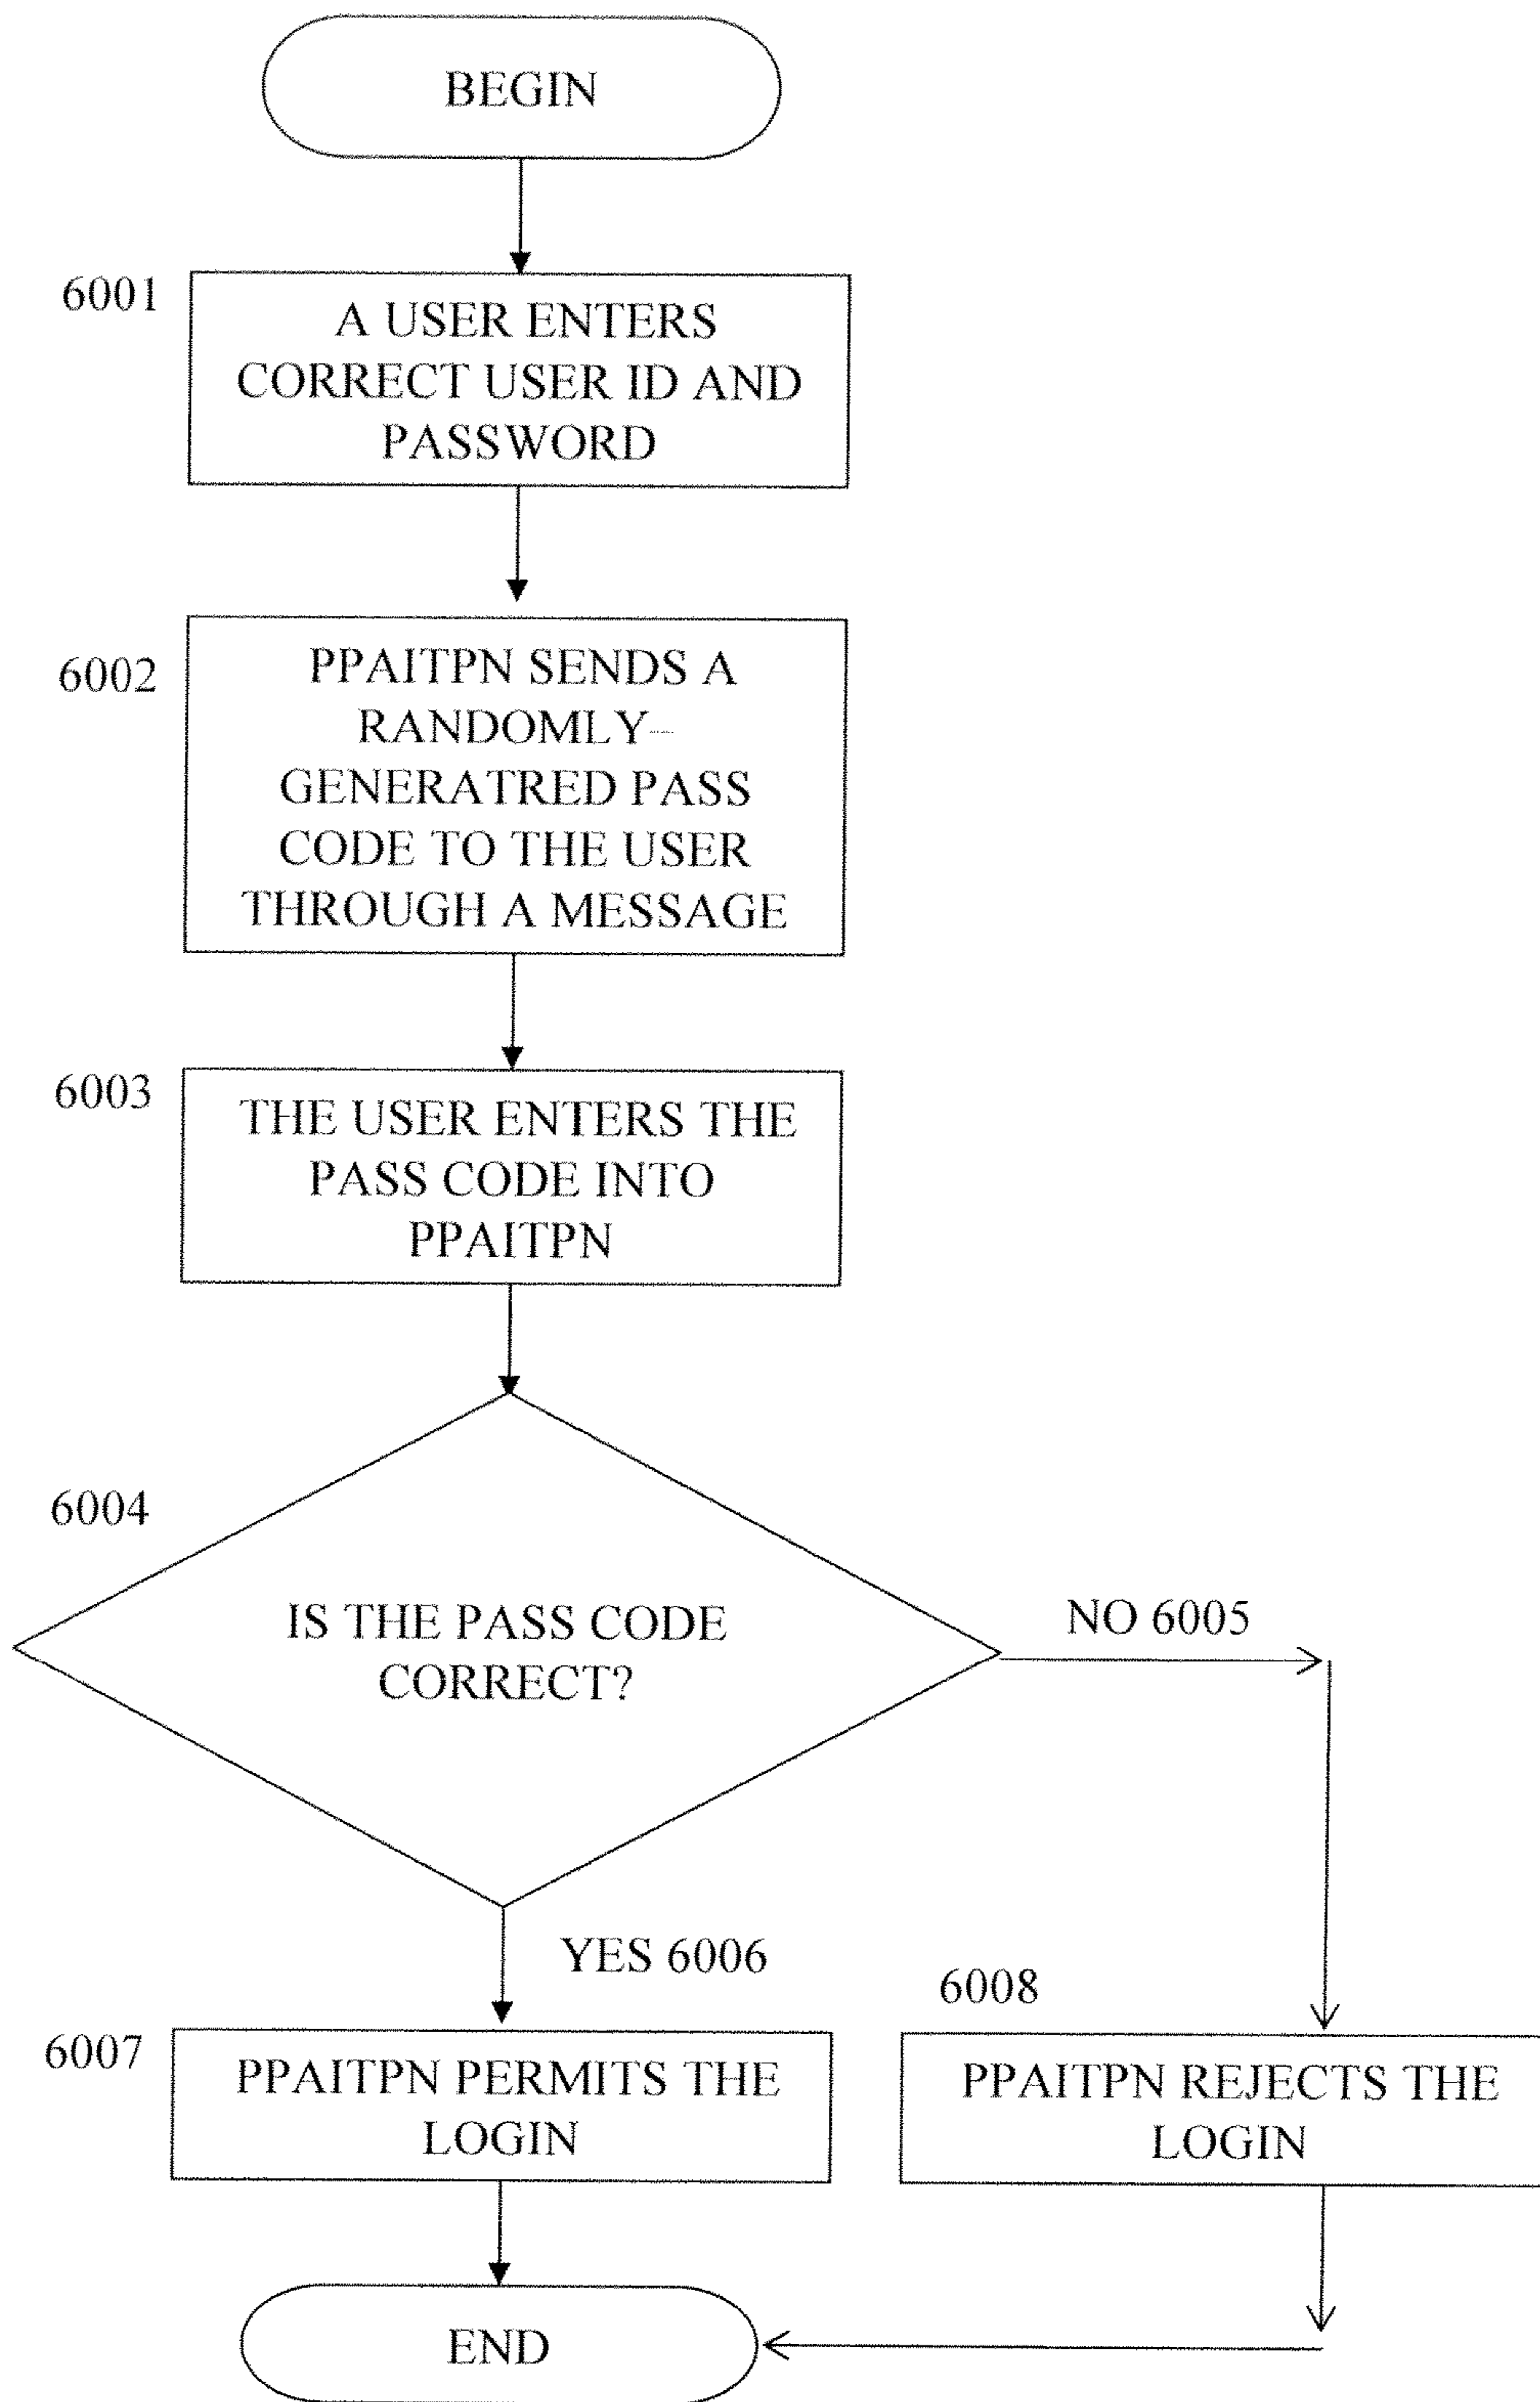 BEGIN
6001
A USER ENTERS
CORRECT USER ID AND
PASSWORD
6002
PPAITPN SENDS A
RANDOMLY-
GENERATRED PASS
CODE TO THE USER
THROUGH A MESSAGE
6003
THE USER ENTERS THE
PASS CODE INTO
PPAITPN
6004
IS THE PASS CODE
CORRECT?
NO 6005
YES 6006
6007
PPAITPN PERMITS THE
LOGIN
6008
PPAITPN REJECTS THE
LOGIN
END